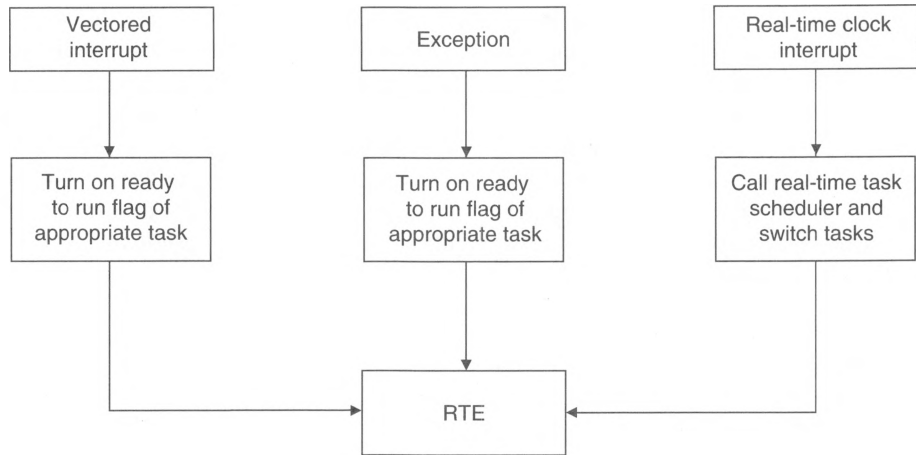 Vectored
interrupt
Exception
Real-time clock
interrupt
Turn on ready
to run flag of
appropriate task
Turn on ready
to run flag of
appropriate task
Call real-time task
scheduler and
switch tasks
RTE